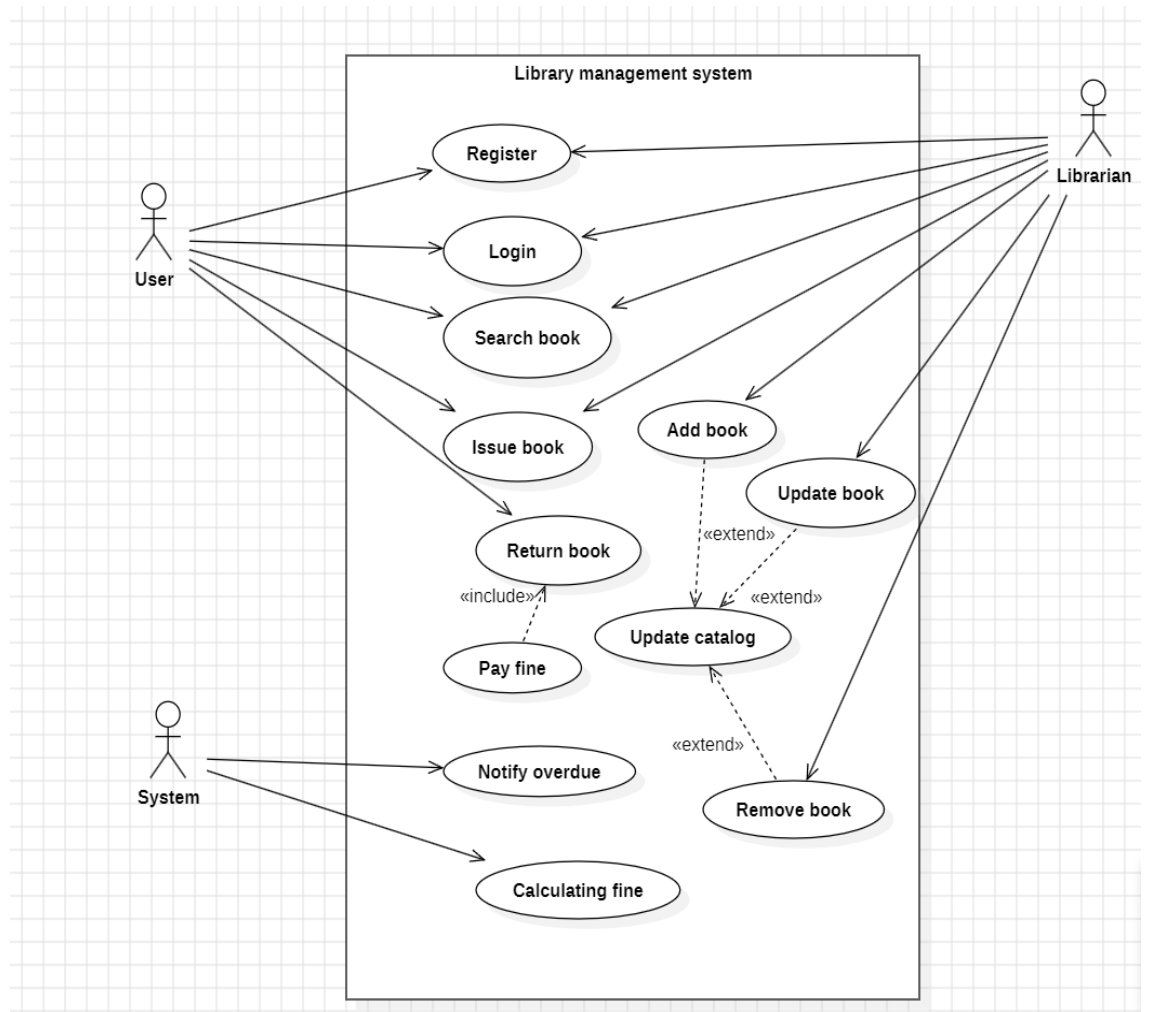 Library management system
Register
Librarian
Login
User
Search book
Add book
Issue book
Update book
«extend»
Return book
«include»
«extend»
Update catalog
Pay fine
«extend»
Notify overdue
System
Remove book
Calculating fine